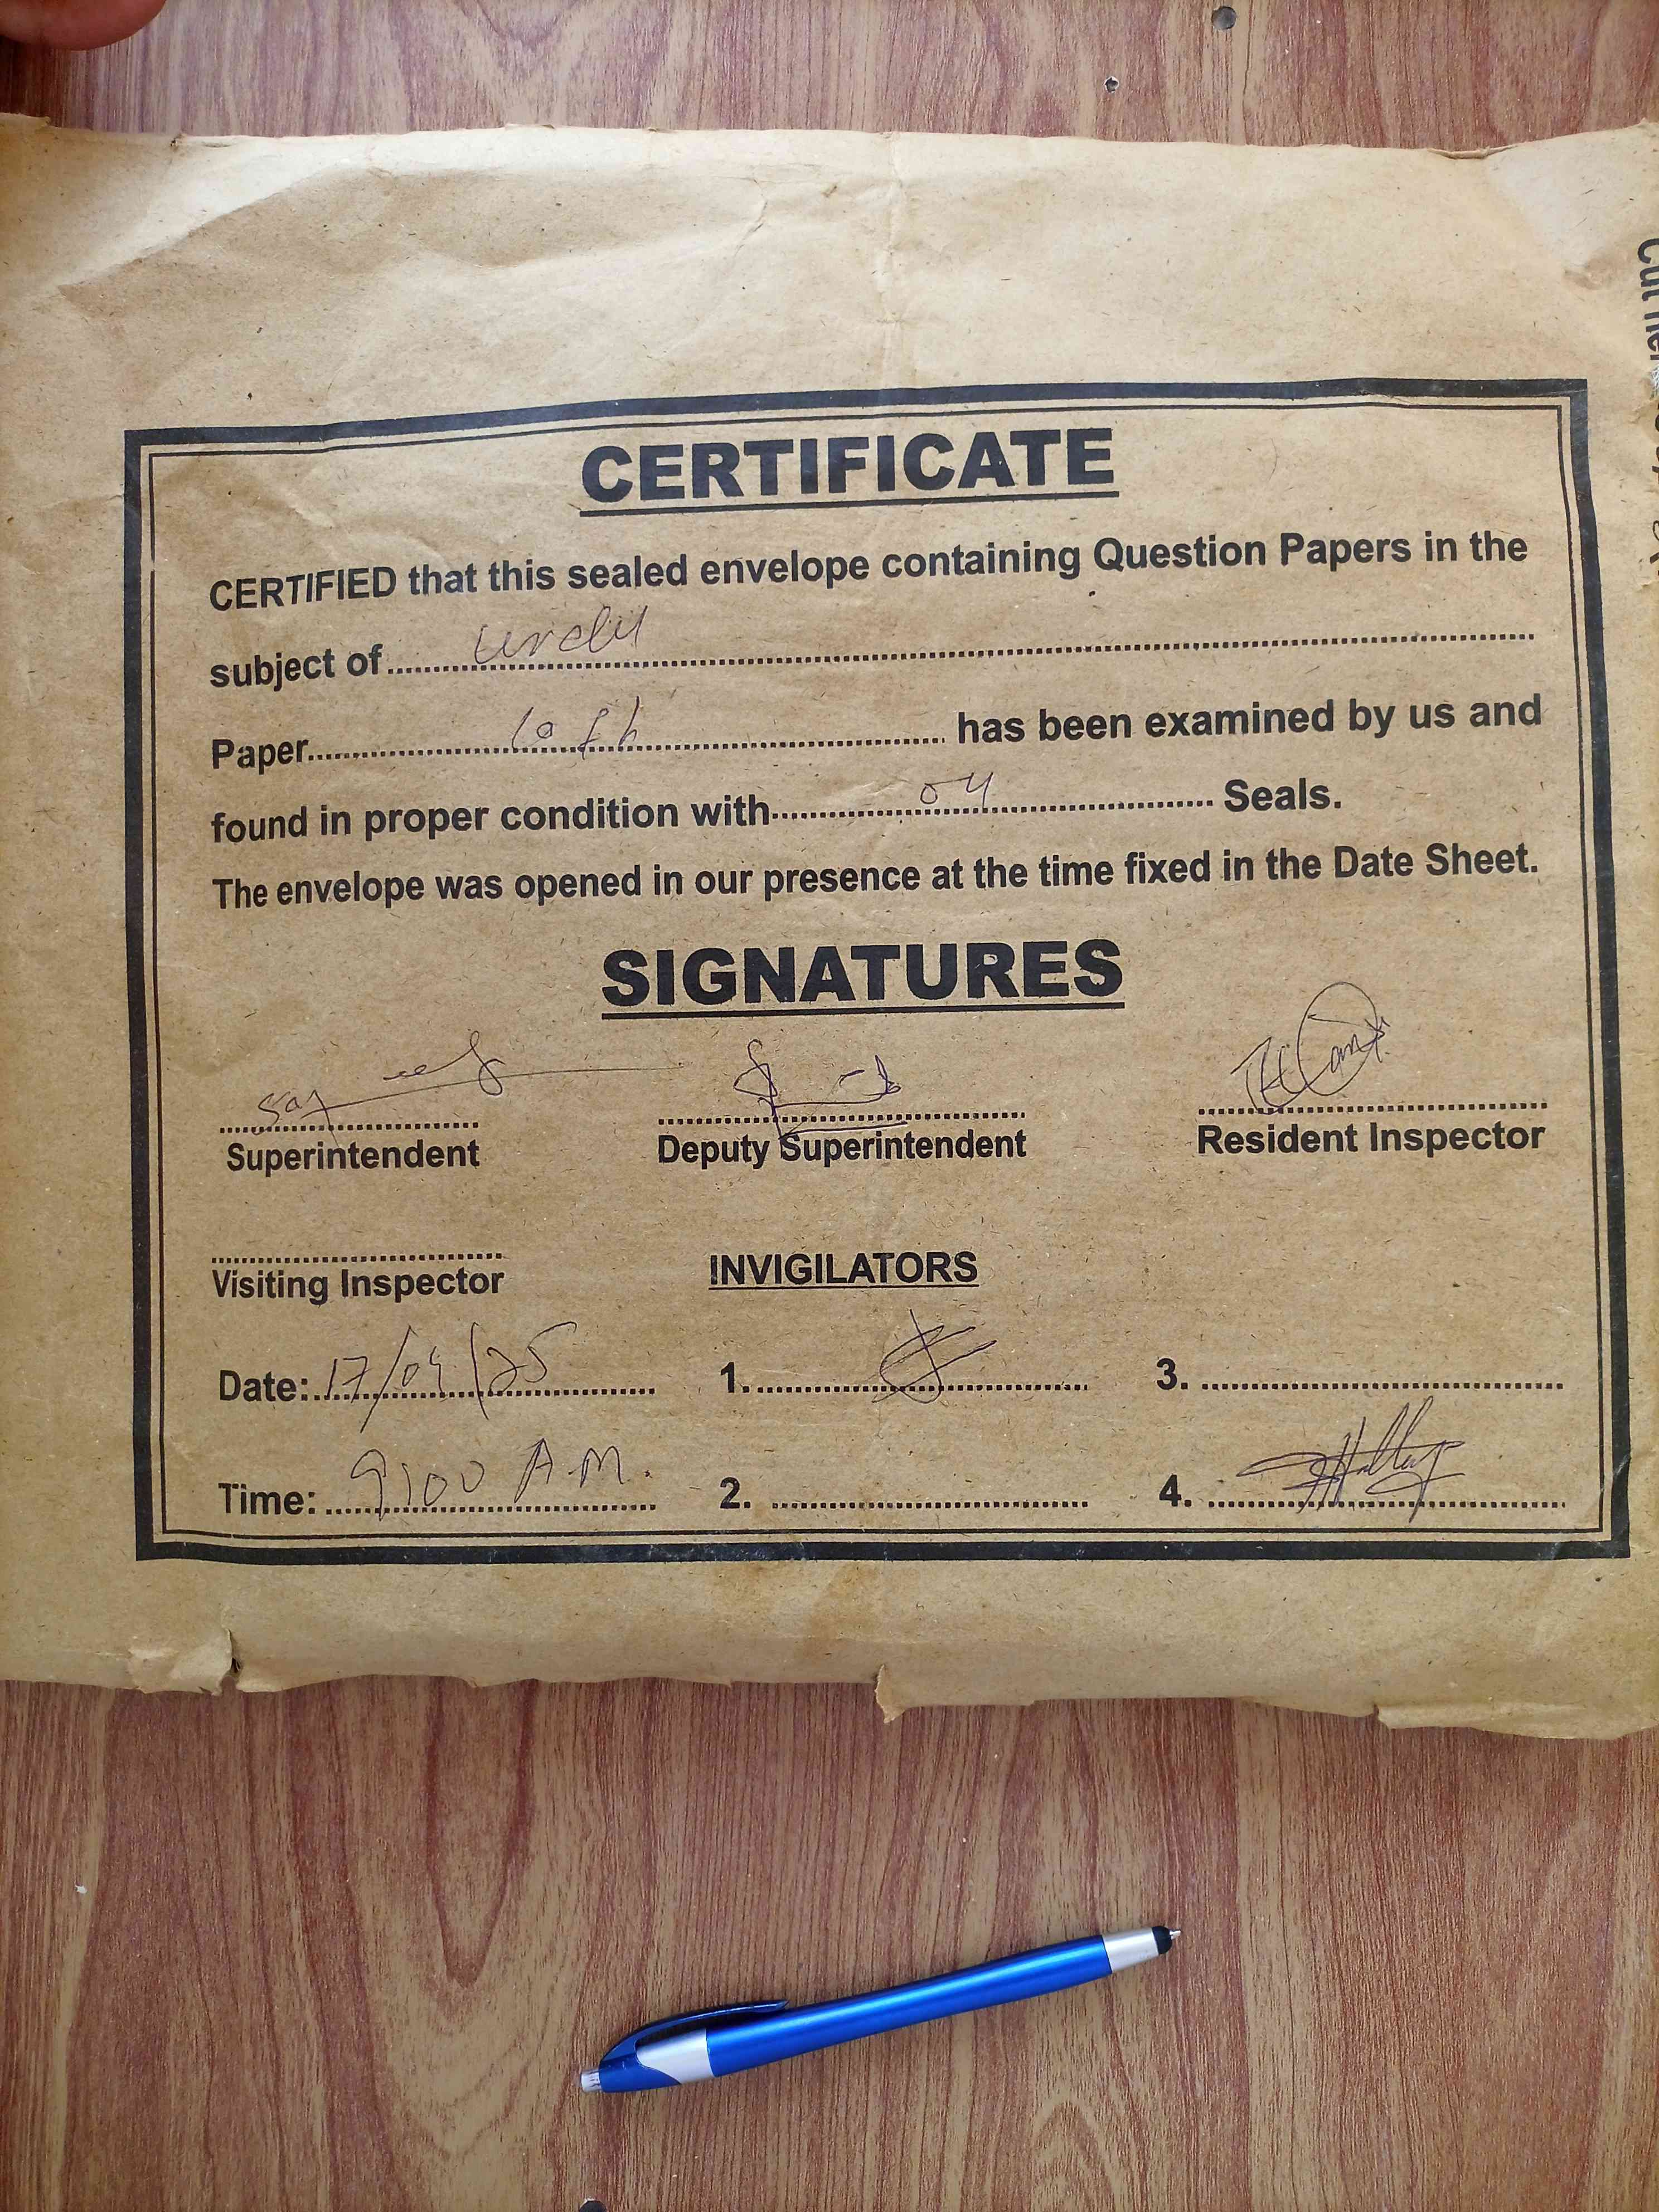 CERTIFICATE
CERTIFIED that this sealed envelope containing Question Papers in the
subject of urdu
Paper 10th has been examined by us and
found in proper condition with 04 Seals.
The envelope was opened in our presence at the time fixed in the Date Sheet.
SIGNATURES
Superintendent Deputy Superintendent Resident Inspector
Visiting Inspector INVIGILATORS
Date: 17/04/25 1. 3.
Time: 9:00 A.M. 2. 4.
Cut